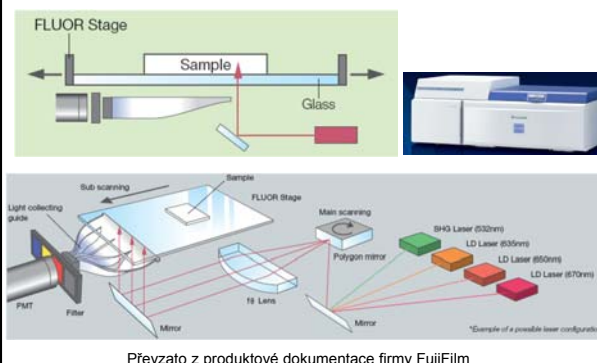 FLUOR Stage
Sample
Glass
Sub scanning
Sample
FLUOR Stage
Light collecting
guide
Main scanning
Polygon mirror
SHG Laser (532nm)
LD Laser (635nm)
LD Laser (650nm)
LD Laser (670nm)
PMT
Filter
Mirror
fθ Lens
Mirror
*Example of a possible laser configuration
Převzato z produktové dokumentace firmy FujiFilm